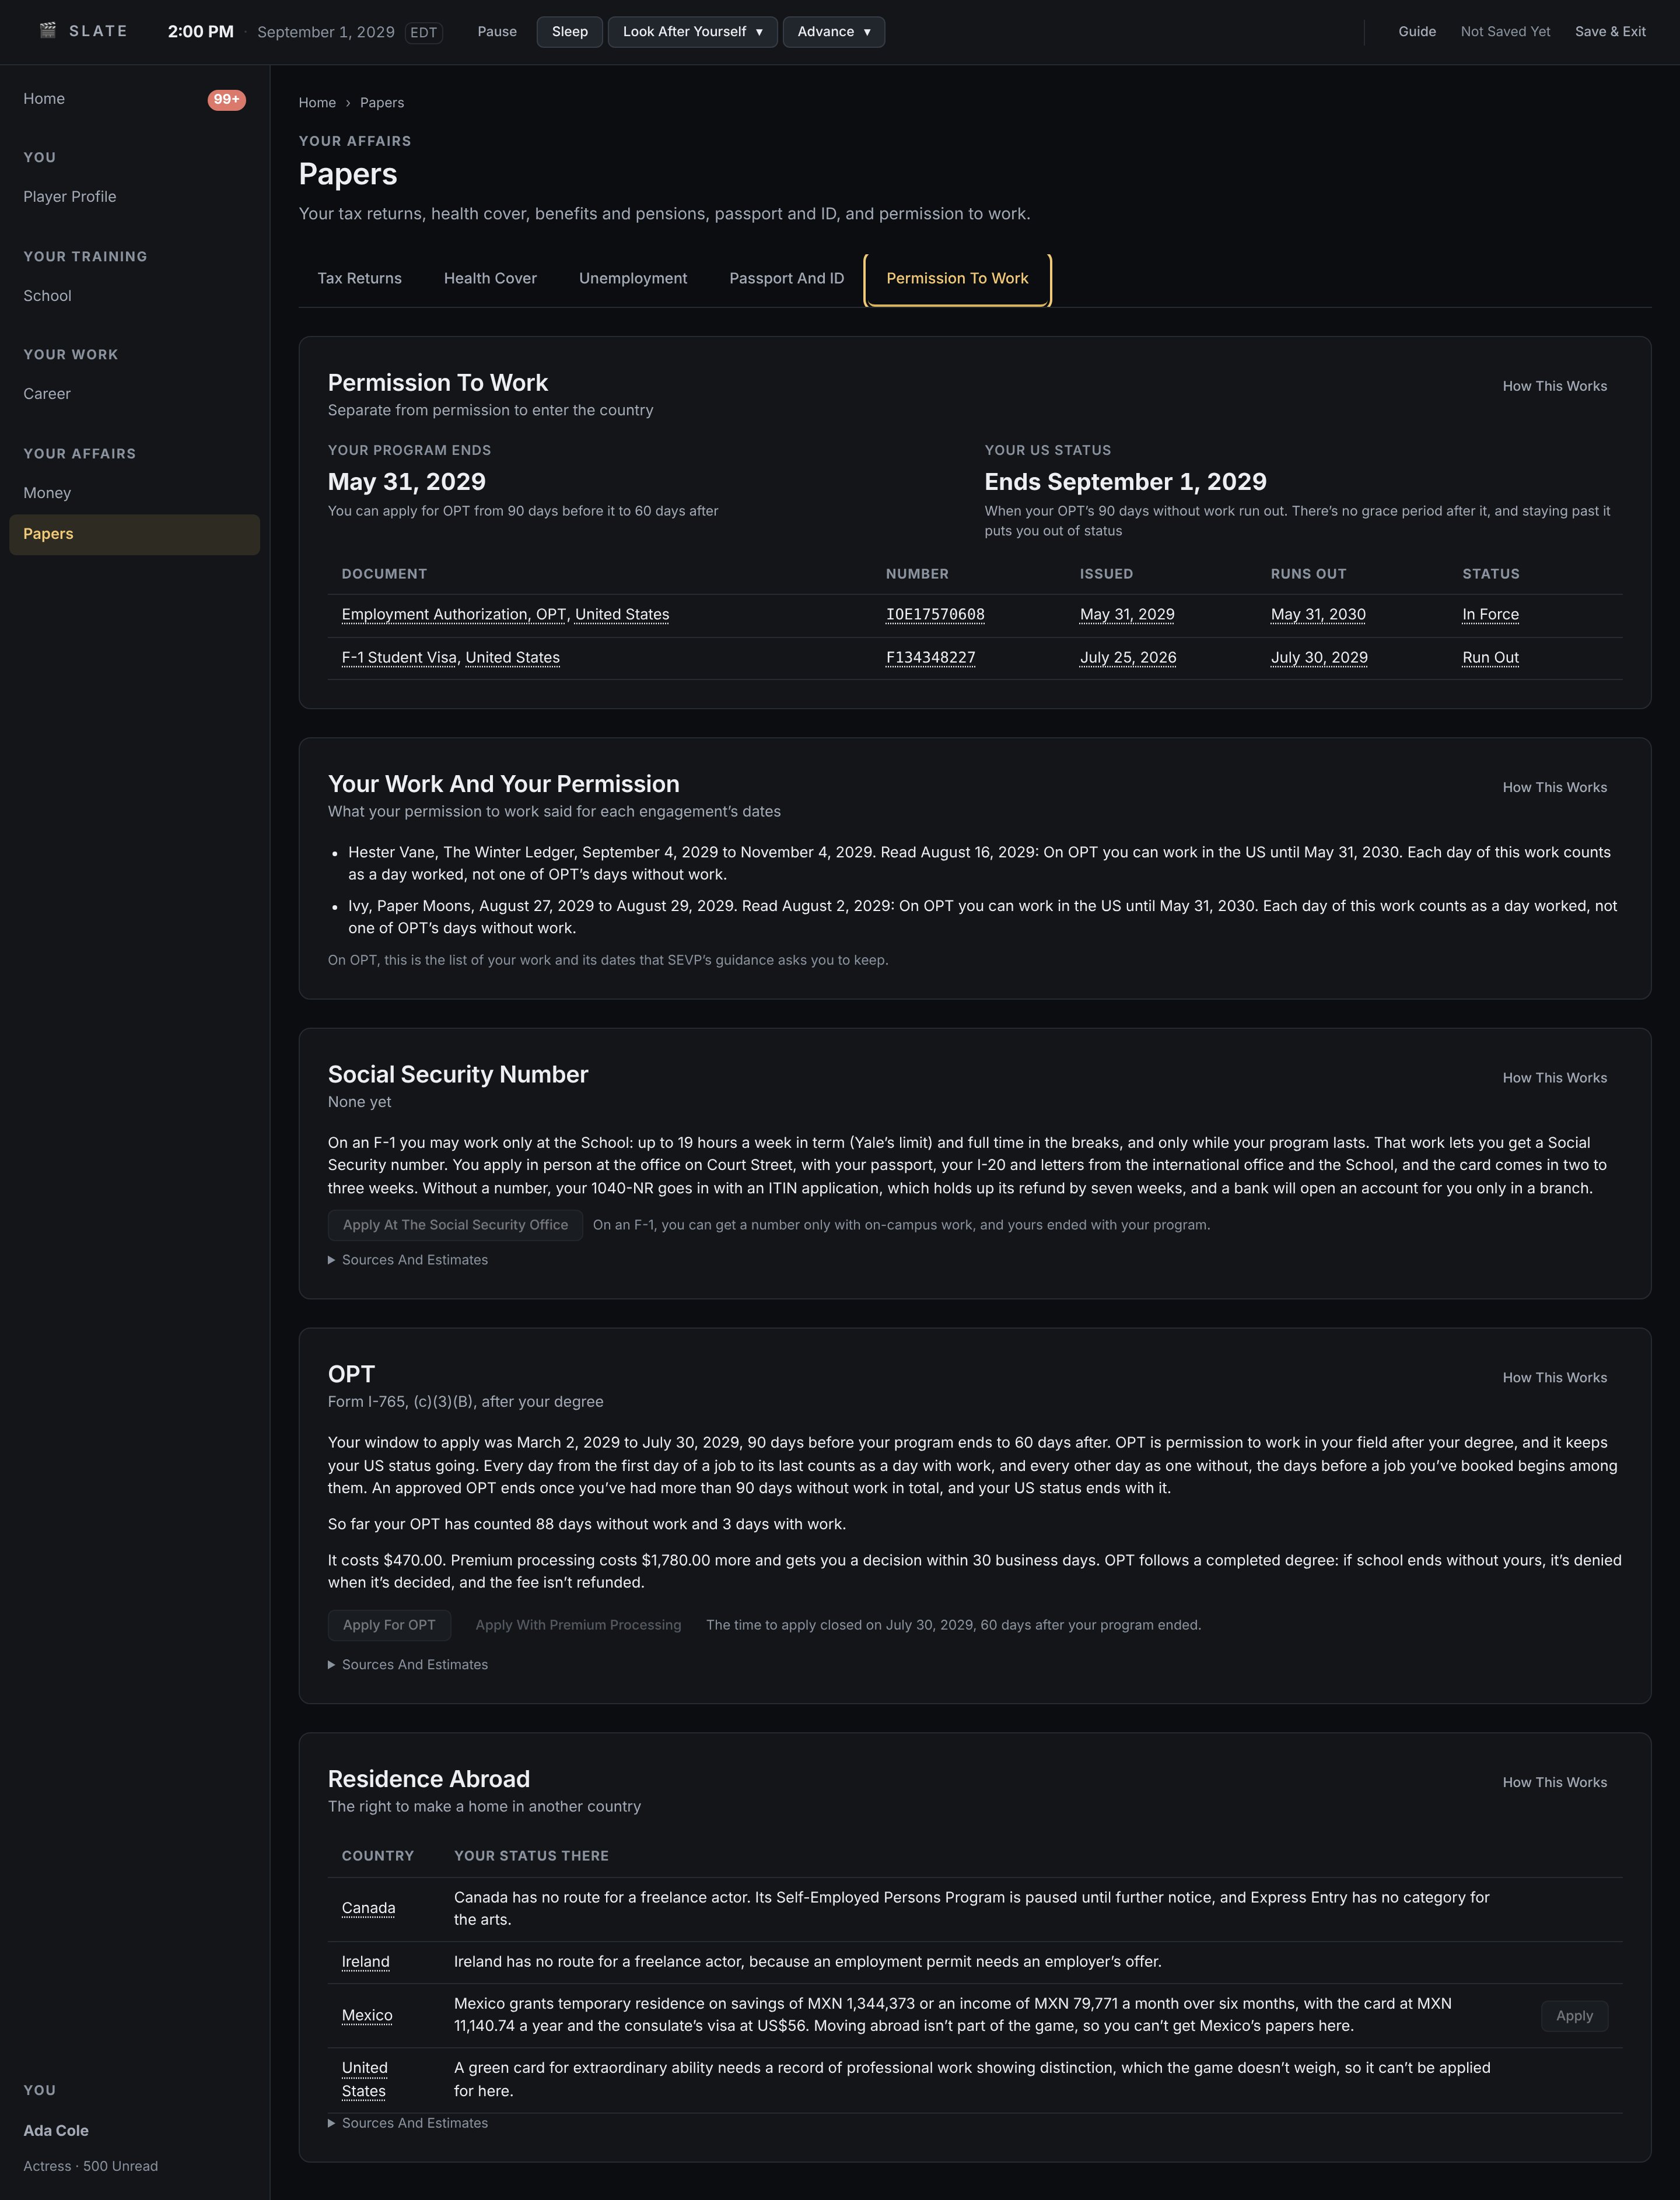 SLATE
2:00 PM · September 1, 2029 EDT
Pause
Sleep
Look After Yourself ▾
Advance ▾
Guide
Not Saved Yet
Save & Exit
Home
99+
YOU
Player Profile
YOUR TRAINING
School
YOUR WORK
Career
YOUR AFFAIRS
Money
Papers
YOU
Ada Cole
Actress · 500 Unread
Home › Papers
YOUR AFFAIRS
Papers
Your tax returns, health cover, benefits and pensions, passport and ID, and permission to work.
Tax Returns
Health Cover
Unemployment
Passport And ID
Permission To Work
Permission To Work
How This Works
Separate from permission to enter the country
YOUR PROGRAM ENDS
May 31, 2029
You can apply for OPT from 90 days before it to 60 days after
YOUR US STATUS
Ends September 1, 2029
When your OPT’s 90 days without work run out. There’s no grace period after it, and staying past it
puts you out of status
DOCUMENT NUMBER ISSUED RUNS OUT STATUS
Employment Authorization, OPT, United States IOE17570608 May 31, 2029 May 31, 2030 In Force
F-1 Student Visa, United States F134348227 July 25, 2026 July 30, 2029 Run Out
Your Work And Your Permission
How This Works
What your permission to work said for each engagement’s dates
• Hester Vane, The Winter Ledger, September 4, 2029 to November 4, 2029. Read August 16, 2029: On OPT you can work in the US until May 31, 2030. Each day of this work counts
as a day worked, not one of OPT’s days without work.
• Ivy, Paper Moons, August 27, 2029 to August 29, 2029. Read August 2, 2029: On OPT you can work in the US until May 31, 2030. Each day of this work counts as a day worked, not
one of OPT’s days without work.
On OPT, this is the list of your work and its dates that SEVP’s guidance asks you to keep.
Social Security Number
How This Works
None yet
On an F-1 you may work only at the School: up to 19 hours a week in term (Yale’s limit) and full time in the breaks, and only while your program lasts. That work lets you get a Social
Security number. You apply in person at the office on Court Street, with your passport, your I-20 and letters from the international office and the School, and the card comes in two to
three weeks. Without a number, your 1040-NR goes in with an ITIN application, which holds up its refund by seven weeks, and a bank will open an account for you only in a branch.
Apply At The Social Security Office
On an F-1, you can get a number only with on-campus work, and yours ended with your program.
▶ Sources And Estimates
OPT
How This Works
Form I-765, (c)(3)(B), after your degree
Your window to apply was March 2, 2029 to July 30, 2029, 90 days before your program ends to 60 days after. OPT is permission to work in your field after your degree, and it keeps
your US status going. Every day from the first day of a job to its last counts as a day with work, and every other day as one without, the days before a job you’ve booked begins among
them. An approved OPT ends once you’ve had more than 90 days without work in total, and your US status ends with it.
So far your OPT has counted 88 days without work and 3 days with work.
It costs $470.00. Premium processing costs $1,780.00 more and gets you a decision within 30 business days. OPT follows a completed degree: if school ends without yours, it’s denied
when it’s decided, and the fee isn’t refunded.
Apply For OPT
Apply With Premium Processing
The time to apply closed on July 30, 2029, 60 days after your program ended.
▶ Sources And Estimates
Residence Abroad
How This Works
The right to make a home in another country
COUNTRY YOUR STATUS THERE
Canada
Canada has no route for a freelance actor. Its Self-Employed Persons Program is paused until further notice, and Express Entry has no category for
the arts.
Ireland
Ireland has no route for a freelance actor, because an employment permit needs an employer’s offer.
Mexico
Mexico grants temporary residence on savings of MXN 1,344,373 or an income of MXN 79,771 a month over six months, with the card at MXN
11,140.74 a year and the consulate’s visa at US$56. Moving abroad isn’t part of the game, so you can’t get Mexico’s papers here.
Apply
United
States
A green card for extraordinary ability needs a record of professional work showing distinction, which the game doesn’t weigh, so it can’t be applied
for here.
▶ Sources And Estimates